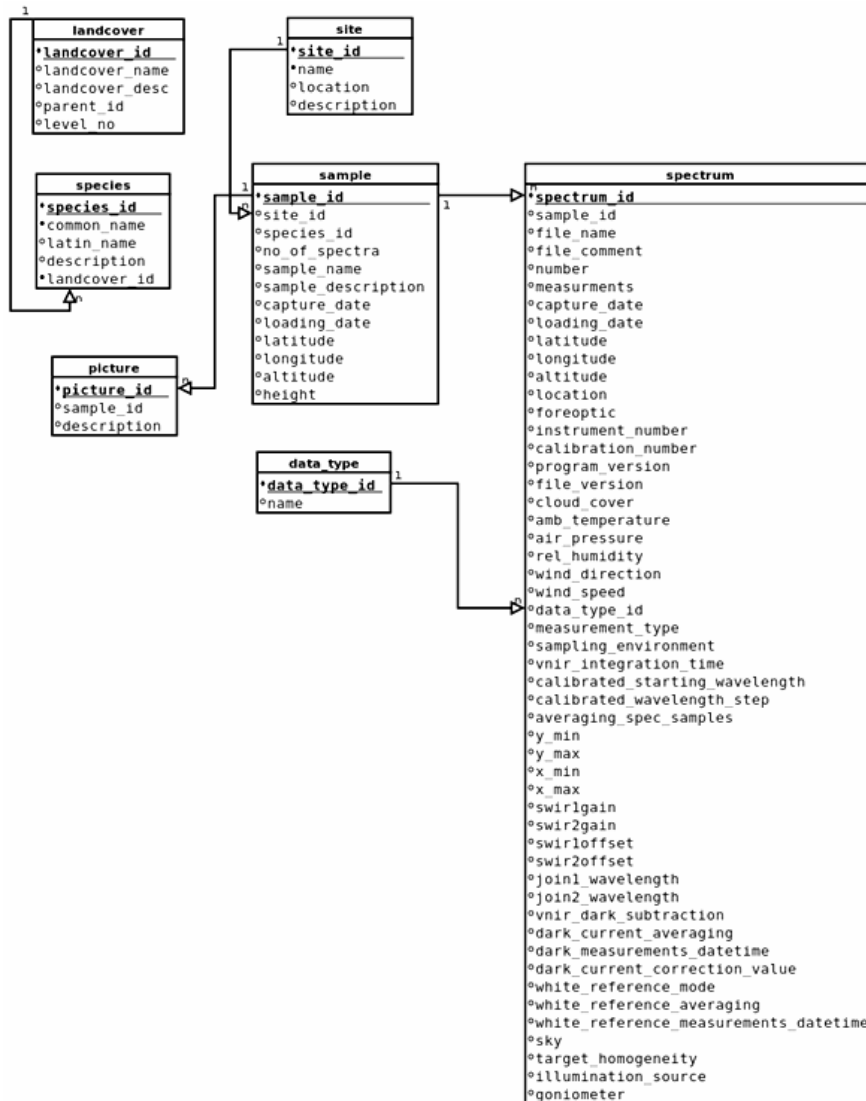 1
landcover
landcover_id
landcover_name
landcover_desc
parent_id
level_no
1
site
site_id
name
location
description
species
species_id
common_name
latin_name
description
landcover_id
n
1
n
sample
sample_id
site_id
species_id
no_of_spectra
sample_name
sample_description
capture_date
loading_date
latitude
longitude
altitude
height
1
n
picture
picture_id
sample_id
description
n
data_type
data_type_id
name
1
n
spectrum
spectrum_id
sample_id
file_name
file_comment
number
measurments
capture_date
loading_date
latitude
longitude
altitude
location
foreoptic
instrument_number
calibration_number
program_version
file_version
cloud_cover
amb_temperature
air_pressure
rel_humidity
wind_direction
wind_speed
data_type_id
measurement_type
sampling_environment
vnir_integration_time
calibrated_starting_wavelength
calibrated_wavelength_step
averaging_spec_samples
y_min
y_max
x_min
x_max
swir1gain
swir2gain
swir1offset
swir2offset
join1_wavelength
join2_wavelength
vnir_dark_subtraction
dark_current_averaging
dark_measurements_datetime
dark_current_correction_value
white_reference_mode
white_reference_averaging
white_reference_measurements_datetime
sky
target_homogeneity
illumination_source
goniometer